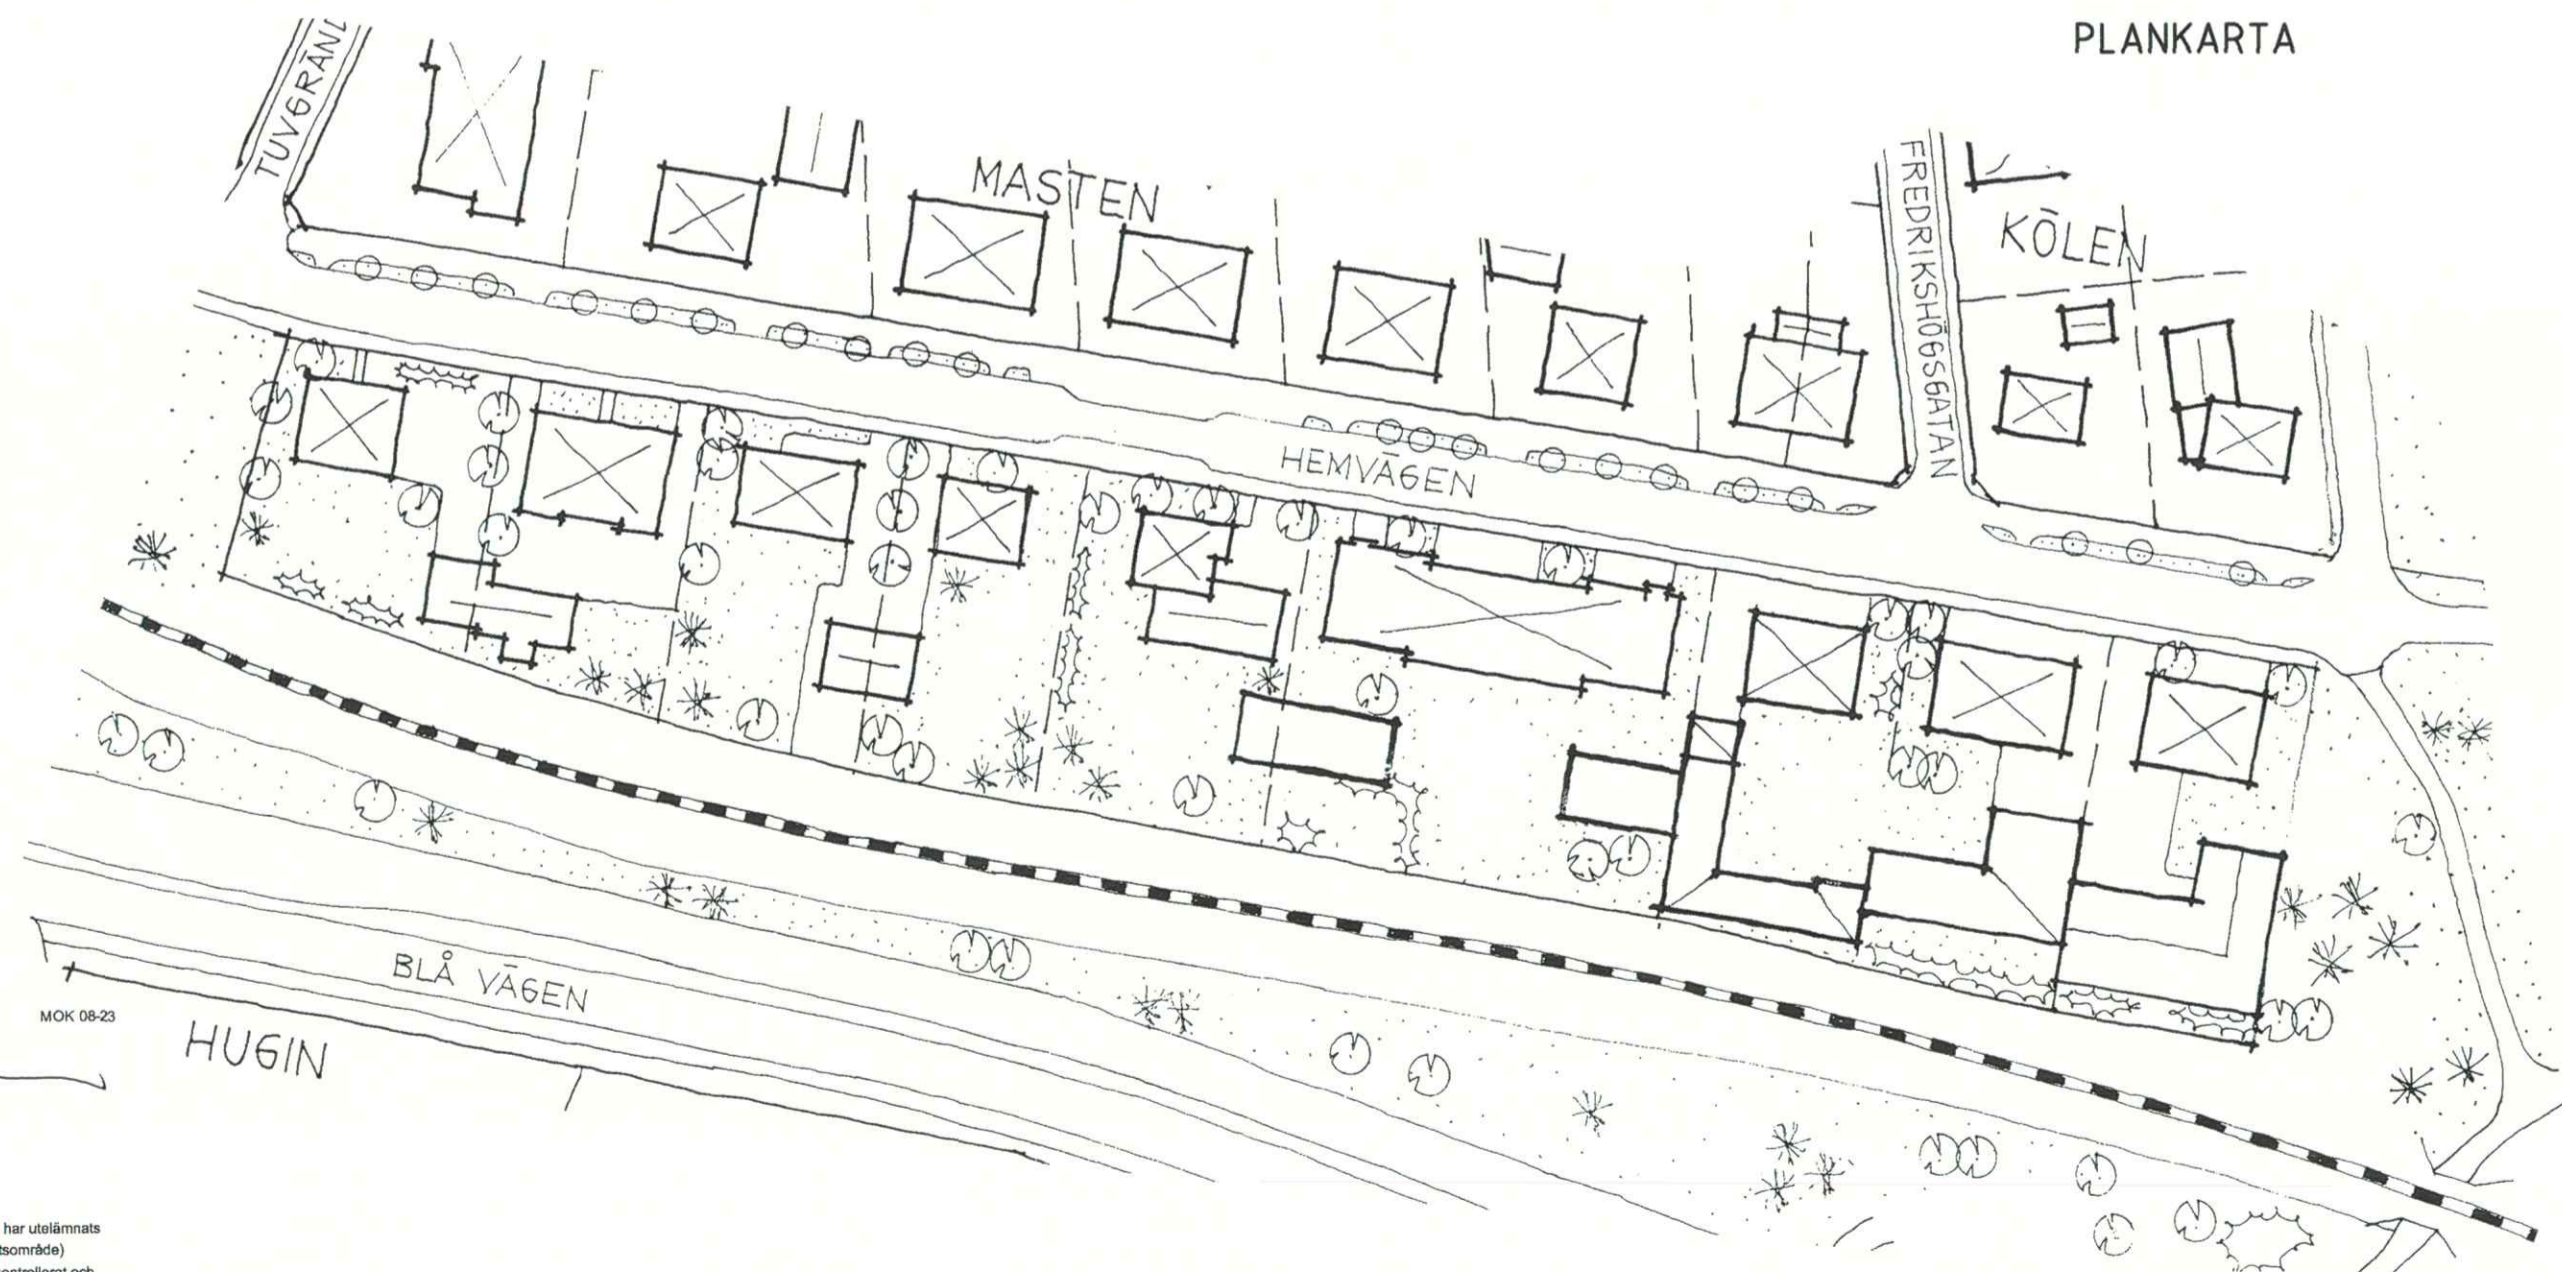 PLANKARTA
TUVGRÄND
MASTEN
FREDRIKSHÖGSGATAN
KÖLEN
HEMVÄGEN
BLÅ VÄGEN
MOK 08-23
HUGIN
har utelämnats
tsområde)